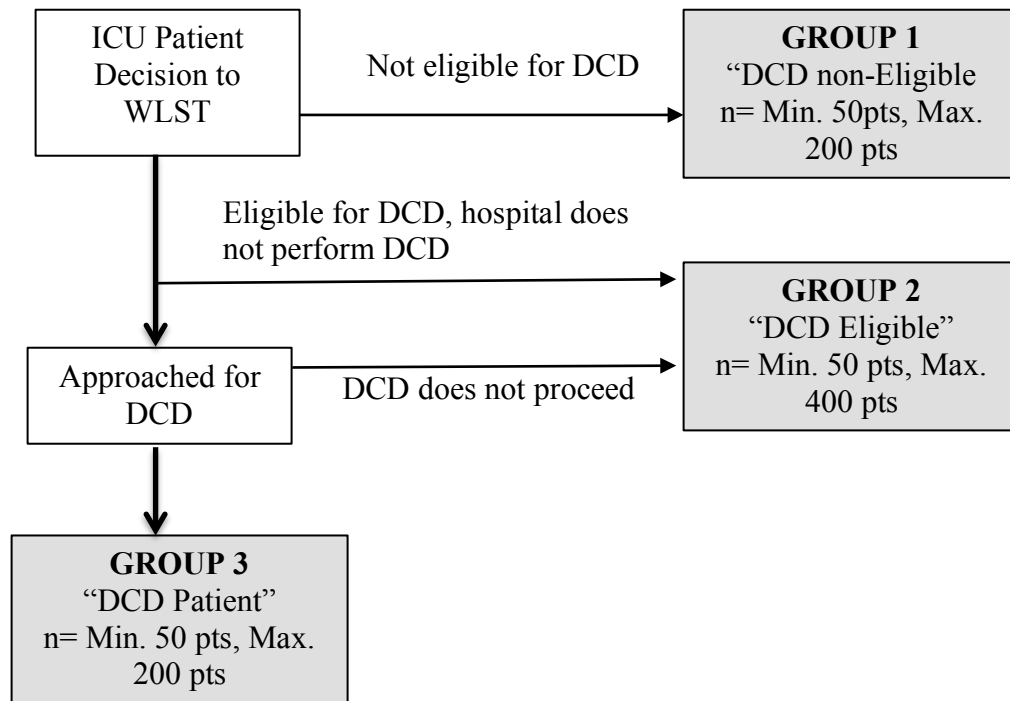 ICU Patient
Decision to
WLST
Not eligible for DCD
GROUP 1
“DCD non-Eligible
n= Min. 50pts, Max.
200 pts
Eligible for DCD, hospital does
not perform DCD
GROUP 2
“DCD Eligible”
n= Min. 50 pts, Max.
400 pts
Approached for
DCD
DCD does not proceed
GROUP 3
“DCD Patient”
n= Min. 50 pts, Max.
200 pts